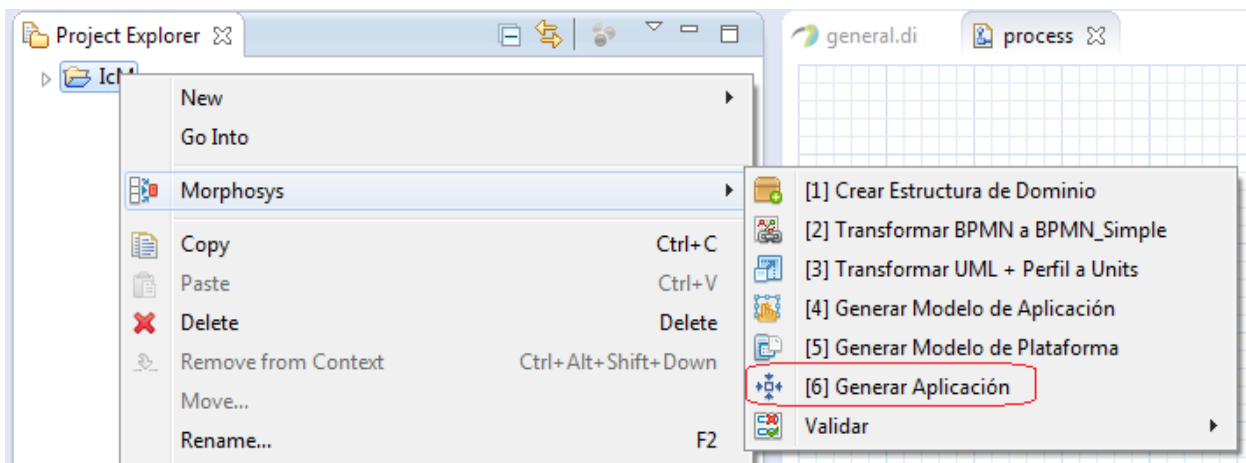 Project Explorer
general.di
process
IcM
New
Go Into
Morphosys
Copy Ctrl+C
Paste Ctrl+V
Delete Delete
Remove from Context Ctrl+Alt+Shift+Down
Move...
Rename... F2
[1] Crear Estructura de Dominio
[2] Transformar BPMN a BPMN_Simple
[3] Transformar UML + Perfil a Units
[4] Generar Modelo de Aplicación
[5] Generar Modelo de Plataforma
[6] Generar Aplicación
Validar